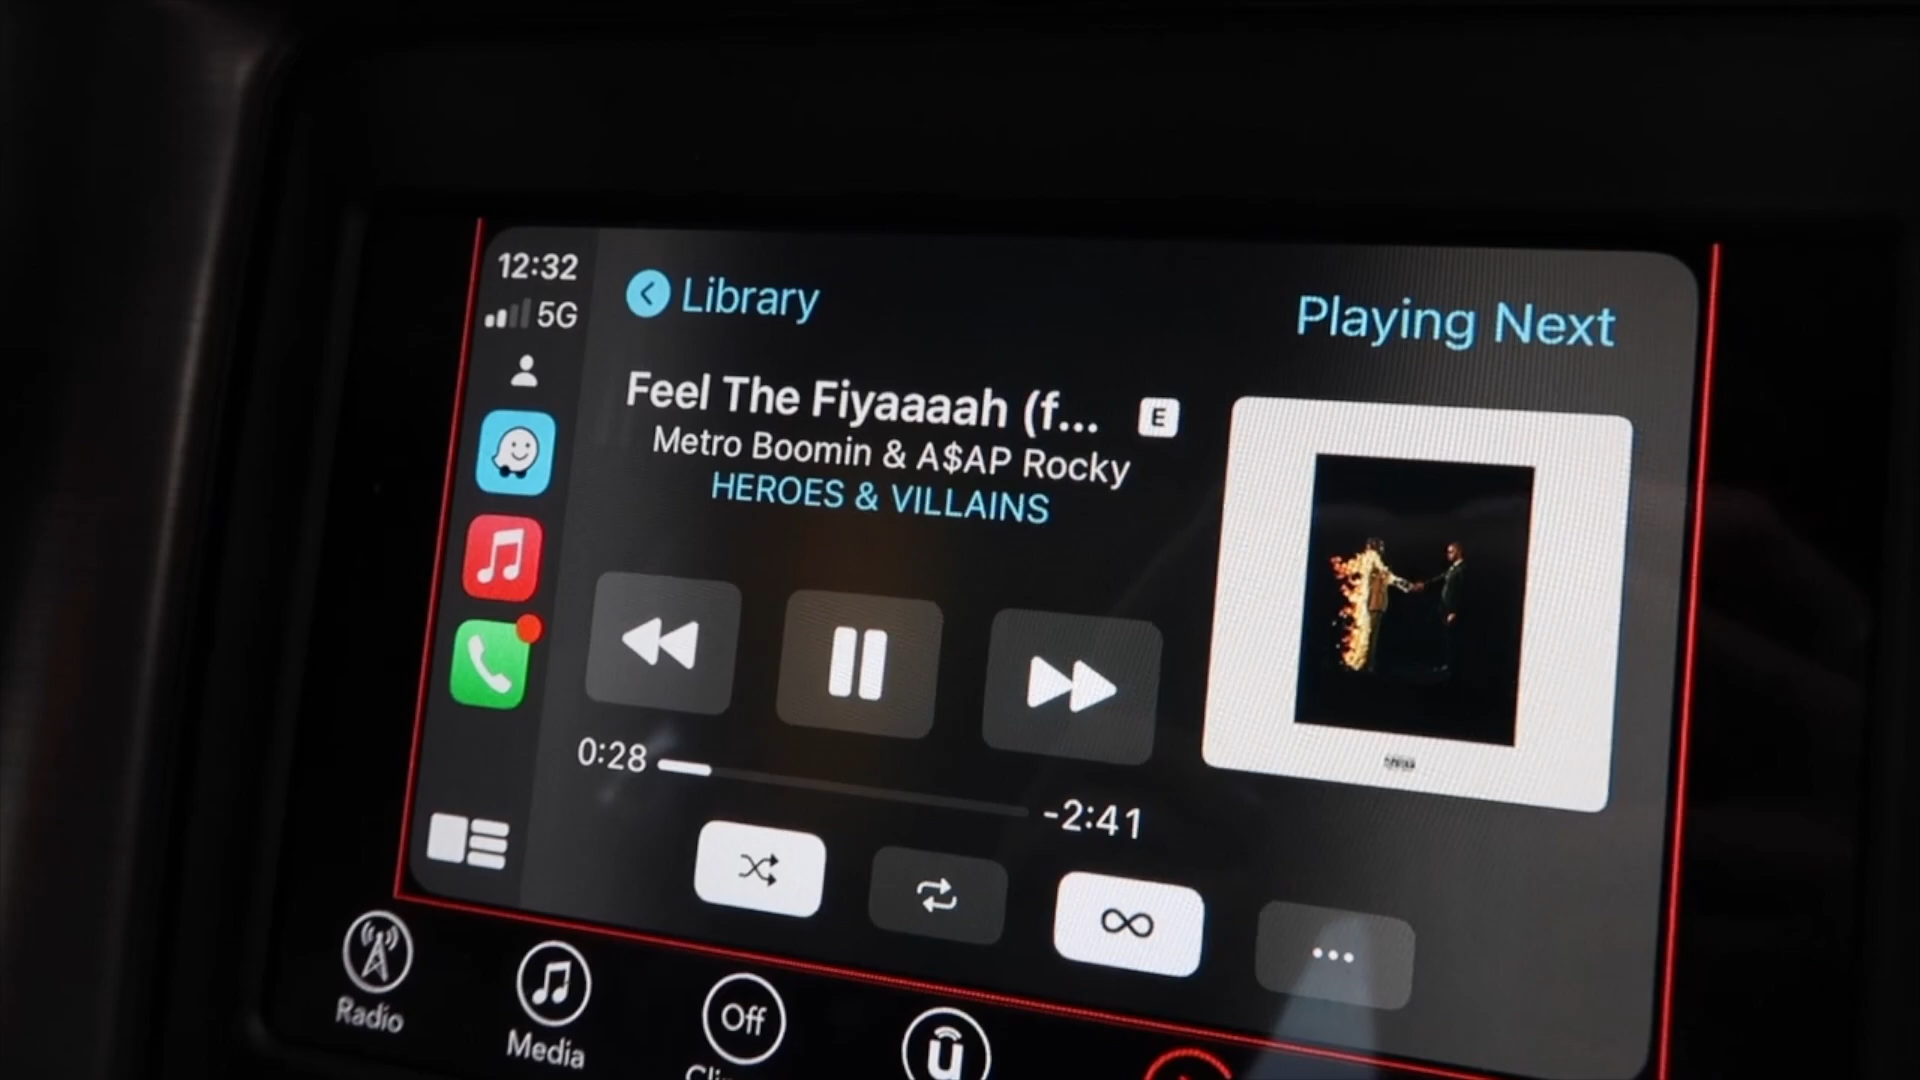 12:32
5G
Library
Playing Next
Feel The Fiyaaaah (f... E
Metro Boomin & A$AP Rocky
HEROES & VILLAINS
0:28
-2:41
Radio
Media
Off